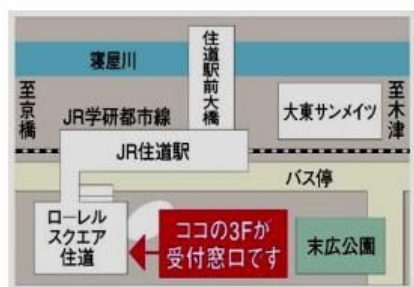 寝屋川
住道駅前大橋
至京橋
JR学研都市線
大東サンメイツ
至木津
JR住道駅
バス停
ローレル
スクエア
住道
ココの3Fが
受付窓口です
末広公園